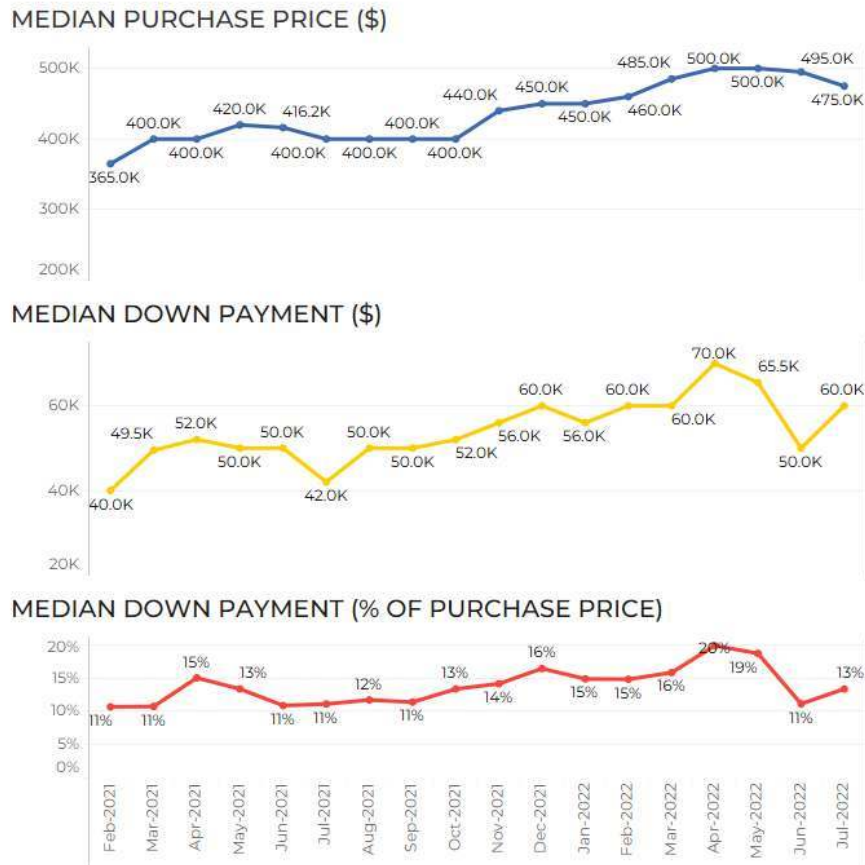 MEDIAN PURCHASE PRICE ($)
500K
400K
300K
200K
365.0K
400.0K
400.0K
420.0K
416.2K
400.0K
400.0K
400.0K
400.0K
440.0K
450.0K
450.0K
460.0K
485.0K
500.0K
500.0K
495.0K
475.0K
MEDIAN DOWN PAYMENT ($)
60K
40K
20K
40.0K
49.5K
52.0K
50.0K
50.0K
42.0K
50.0K
50.0K
52.0K
56.0K
60.0K
56.0K
60.0K
60.0K
70.0K
65.5K
50.0K
60.0K
MEDIAN DOWN PAYMENT (% OF PURCHASE PRICE)
20%
15%
10%
5%
0%
11%
11%
15%
13%
11%
11%
12%
11%
13%
14%
16%
15%
15%
16%
20%
19%
11%
13%
Feb-2021
Mar-2021
Apr-2021
May-2021
Jun-2021
Jul-2021
Aug-2021
Sep-2021
Oct-2021
Nov-2021
Dec-2021
Jan-2022
Feb-2022
Mar-2022
Apr-2022
May-2022
Jun-2022
Jul-2022